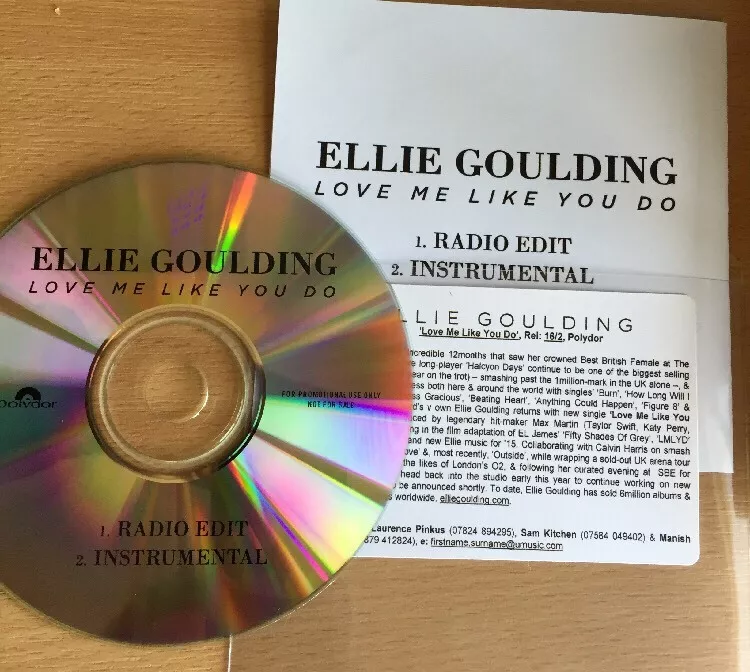 ELLIE GOULDING
LOVE ME LIKE YOU DO
1. RADIO EDIT
2. INSTRUMENTAL
ELLIE GOULDING
LOVE ME LIKE YOU DO
polydor
FOR PROMOTIONAL USE ONLY
NOT FOR SALE
1. RADIO EDIT
2. INSTRUMENTAL
LLIE GOULDING
'Love Me Like You Do', Rel: 16/2, Polydor
incredible 12months that saw her crowned Best British Female at The
long-player 'Halcyon Days' continue to be one of the biggest selling
on the trot) – smashing past the 1million-mark in the UK alone –, &
both here & around the world with singles' 'Burn', 'How Long Will I
Gracious', 'Beating Heart', 'Anything Could Happen', 'Figure 8' &
v own Ellie Goulding returns with new single 'Love Me Like You
by legendary hit-maker Max Martin (Taylor Swift, Katy Perry,
in the film adaptation of EL James' 'Fifty Shades Of Grey', 'LMLYD'
and new Ellie music for '15. Collaborating with Calvin Harris on smash
&, most recently, 'Outside', while wrapping a sold-out UK arena tour
the likes of London's O2, & following her curated evening at SBE for
head back into the studio early this year to continue working on new
be announced shortly. To date, Ellie Goulding has sold 6million albums &
worldwide. elliegoulding.com
Laurence Pinkus (07824 894295), Sam Kitchen (07584 049402) & Manish
879 412824), e: firstname.surname@umusic.com